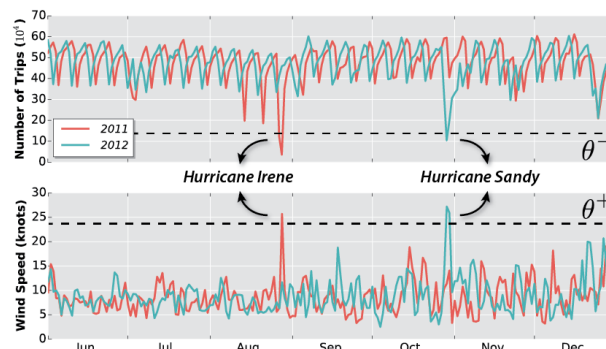 70
60
50
40
30
20
10
0
Number of Trips (10⁴)
2011
2012
θ⁻
Hurricane Irene
Hurricane Sandy
30
25
20
15
10
5
0
Wind Speed (knots)
θ⁺
Jun Jul Aug Sep Oct Nov Dec